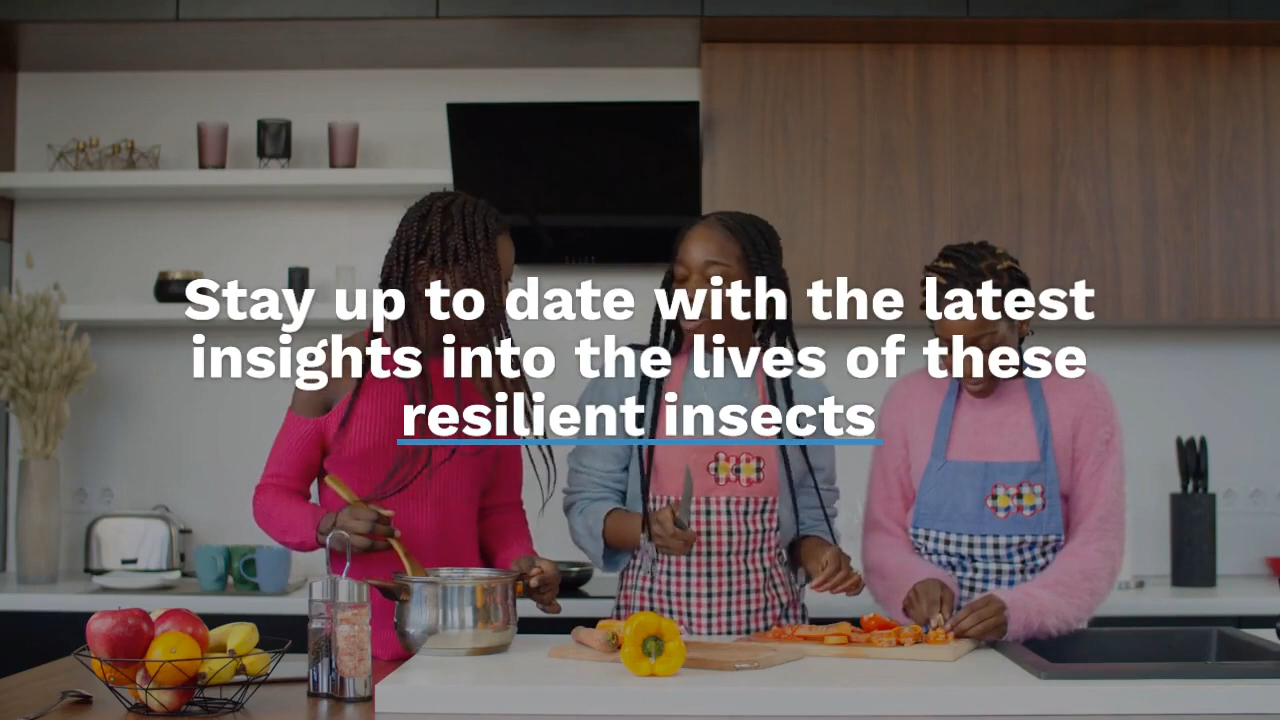 Stay up to date with the latest
insights into the lives of these
resilient insects